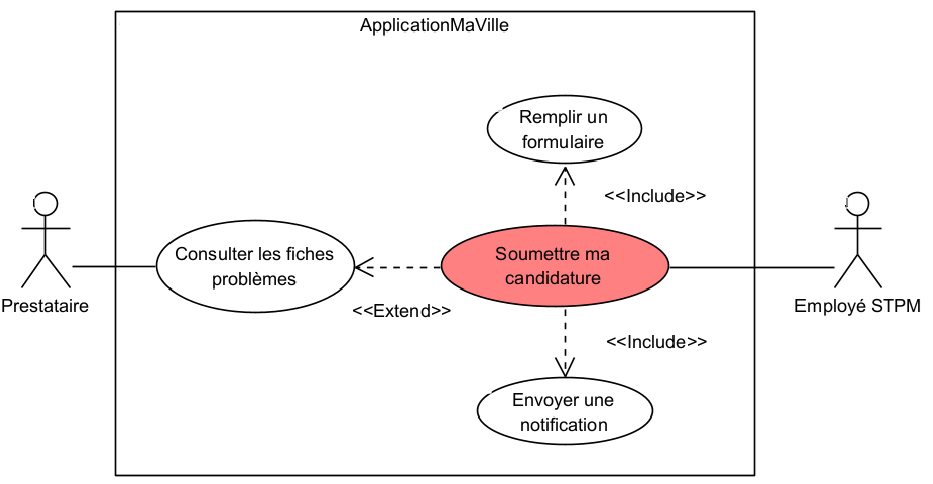 ApplicationMaVille
Remplir un
formulaire
<<Include>>
Consulter les fiches
problèmes
Soumettre ma
candidature
Prestataire
<<Extend>>
Employé STPM
<<Include>>
Envoyer une
notification